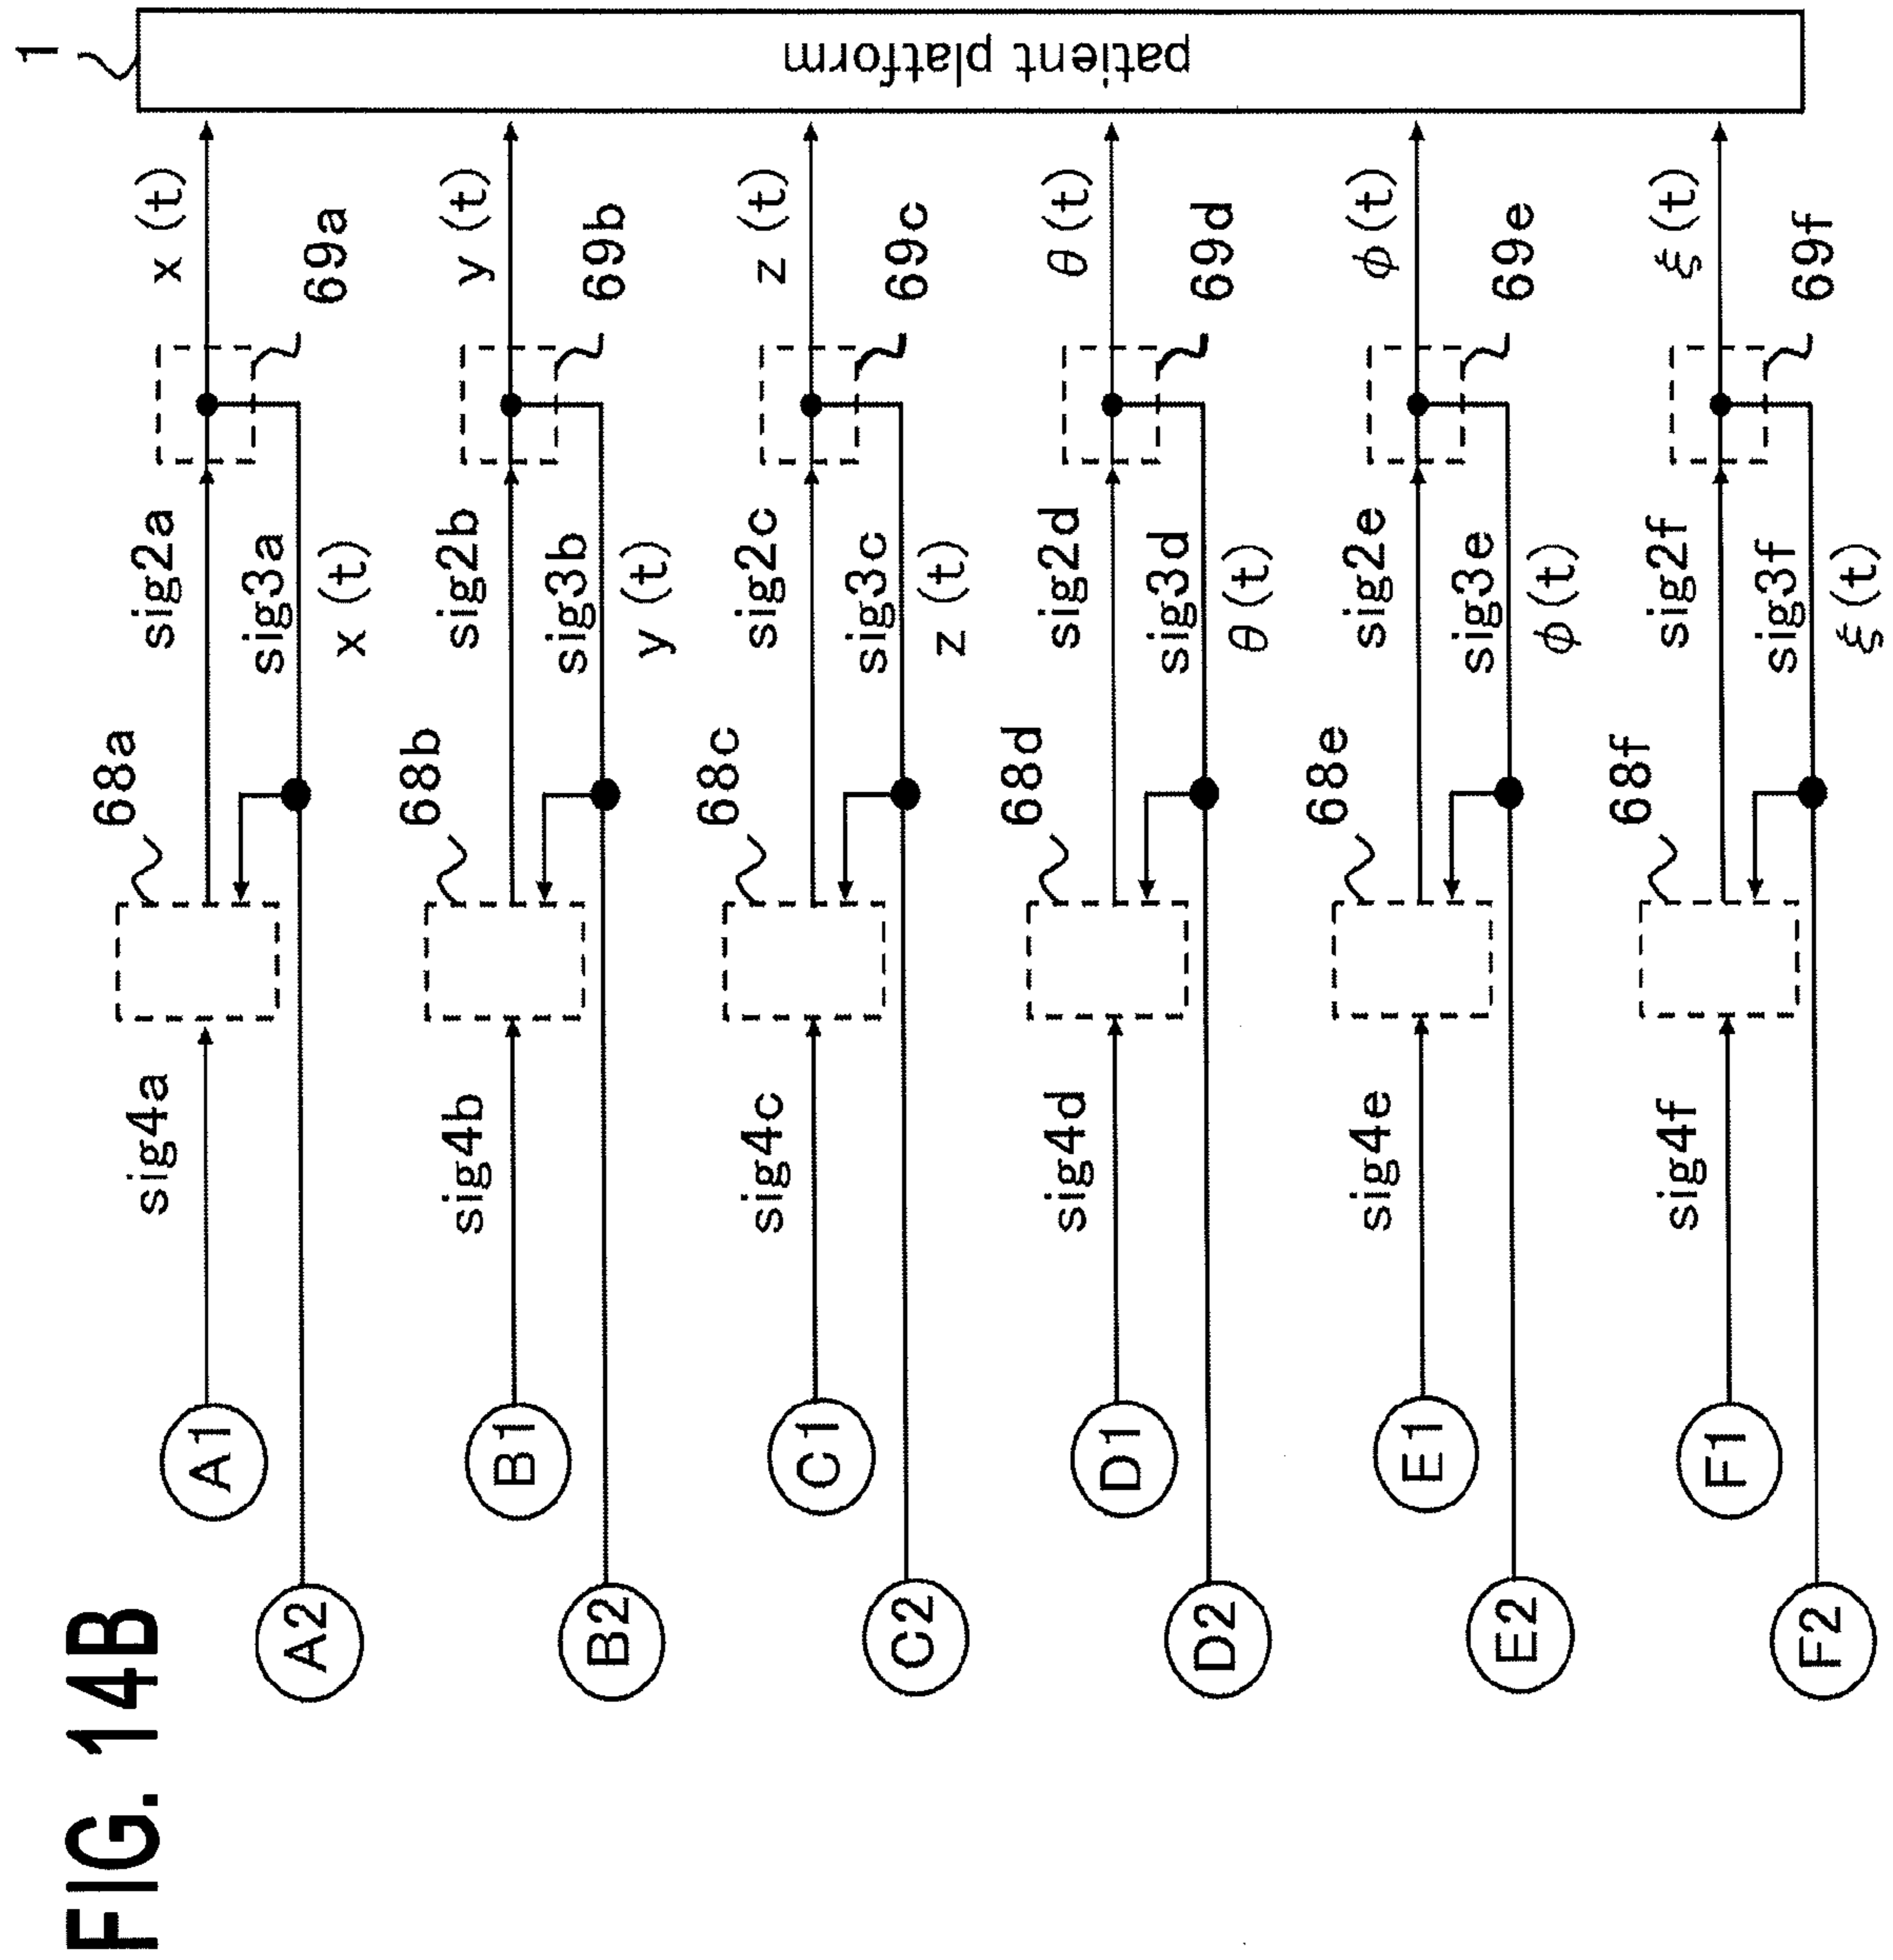 FIG. 14B
1
patient platform
A1
A2
sig4a
68a
sig2a
sig3a
x (t)
69a
x (t)
B1
B2
sig4b
68b
sig2b
sig3b
y (t)
69b
y (t)
C1
C2
sig4c
68c
sig2c
sig3c
z (t)
69c
z (t)
D1
D2
sig4d
68d
sig2d
sig3d
θ (t)
69d
θ (t)
E1
E2
sig4e
68e
sig2e
sig3e
φ (t)
69e
φ (t)
F1
F2
sig4f
68f
sig2f
sig3f
ξ (t)
69f
ξ (t)